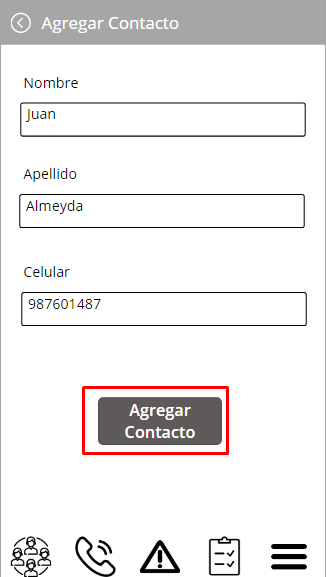 Agregar Contacto
Nombre
Juan
Apellido
Almeyda
Celular
987601487
Agregar
Contacto